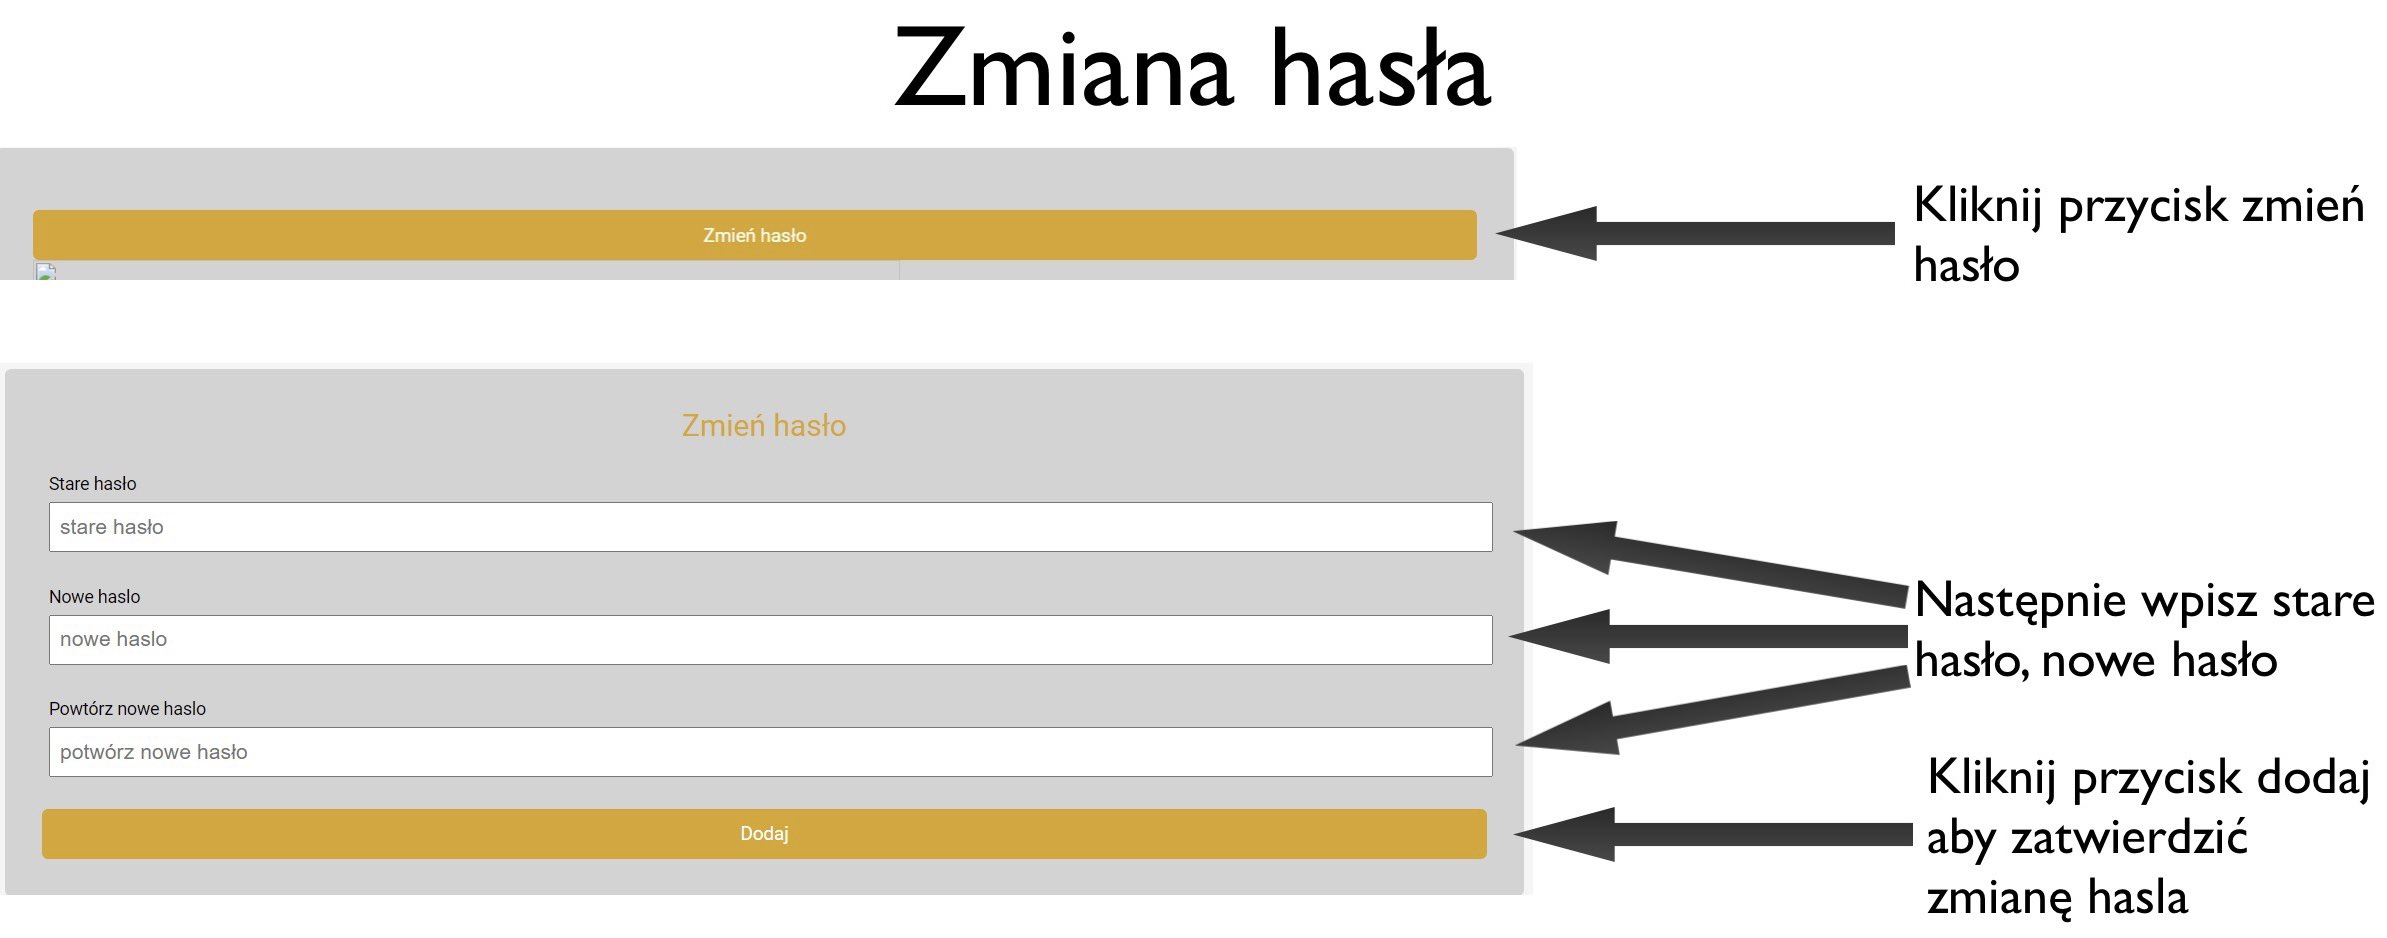 Zmiana hasła
Zmień hasło
Kliknij przycisk zmień
hasło
Zmień hasło
Stare hasło
stare hasło
Nowe haslo
nowe haslo
Powtórz nowe haslo
potwórz nowe hasło
Dodaj
Następnie wpisz stare
hasło, nowe hasło
Kliknij przycisk dodaj
aby zatwierdzić
zmianę hasla